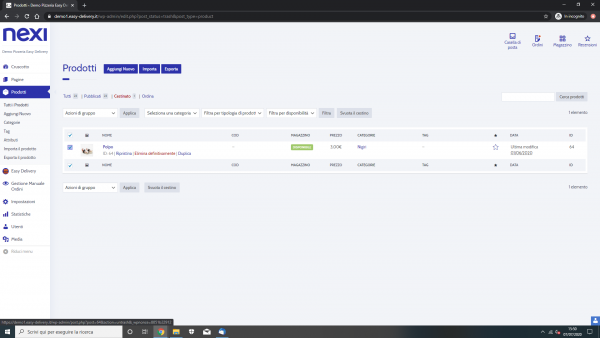 Prodotti ‹ Demo Pizzeria Easy D
demo1.easy-delivery.it/wp-admin/edit.php?post_status=trash&post_type=product
In incognito
nexi
Demo Pizzeria Easy Delivery
Cruscotto
Pagine
Prodotti
Tutti i Prodotti
Aggiungi Nuovo
Categorie
Tag
Attributi
Importa il prodotto
Esporta il prodotto
Easy Delivery
Gestione Manuale Ordini
Impostazioni
Statistiche
Utenti
Media
Riduci menu
Casella di posta
Ordini
Magazzino
Recensioni
Prodotti
Aggiungi Nuovo
Importa
Esporta
Tutti
| Pubblicati
| Cestinato 1
| Ordina
Cerca prodotti
Azioni di gruppo
Applica
Seleziona una categoria
Filtra per tipologia di prodott
Filtra per disponibilità
Filtra
Svuota il cestino
1 elemento
NOME COD MAGAZZINO PREZZO CATEGORIE TAG DATA ID
Polpo
ID: 64 | Ripristina | Elimina definitivamente | Duplica
–
3.00€
Nigiri
–
Ultima modifica
01/06/2020
64
NOME COD MAGAZZINO PREZZO CATEGORIE TAG DATA ID
Azioni di gruppo
Applica
Svuota il cestino
1 elemento
Scrivi qui per eseguire la ricerca
15:59
07/07/2020